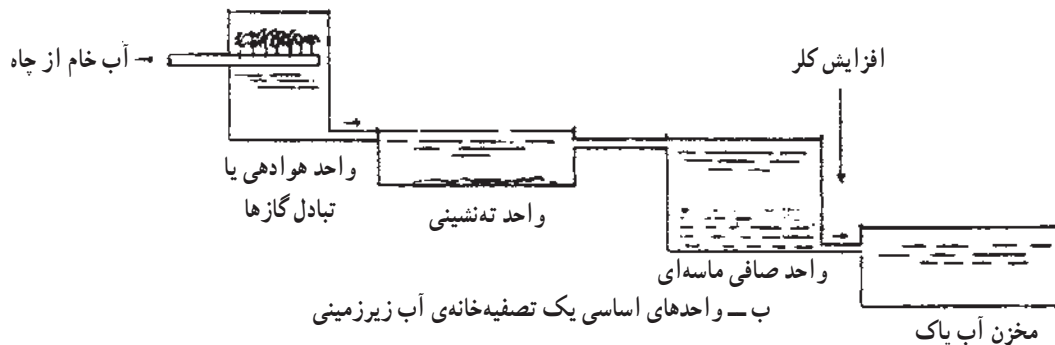 آب خام از چاه
افزایش کلر
واحد هوادهی یا
تبادل گازها
واحد ته‌نشینی
واحد صافی ماسه‌ای
مخزن آب پاک
ب ــ واحدهای اساسی یک تصفیه‌خانه‌ی آب زیرزمینی